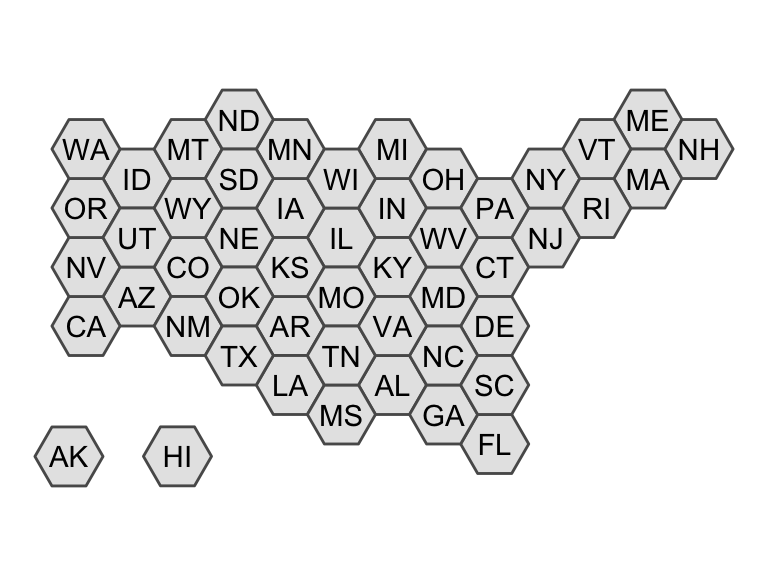 ND ME
WA MT MN MI VT NH
ID SD WI OH NY MA
OR WY IA IN PA RI
UT NE IL WV NJ
NV CO KS KY CT
AZ OK MO MD
CA NM AR VA DE
TX TN NC
LA AL SC
MS GA
FL
AK HI